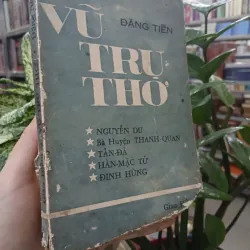 ĐẶNG TIẾN
VŨ
TRỤ
THƠ
★ NGUYỄN DU
★ Bà Huyện THANH QUAN
★ TẢN-ĐÀ
★ HÀN-MẶC TỬ
★ ĐINH HÙNG